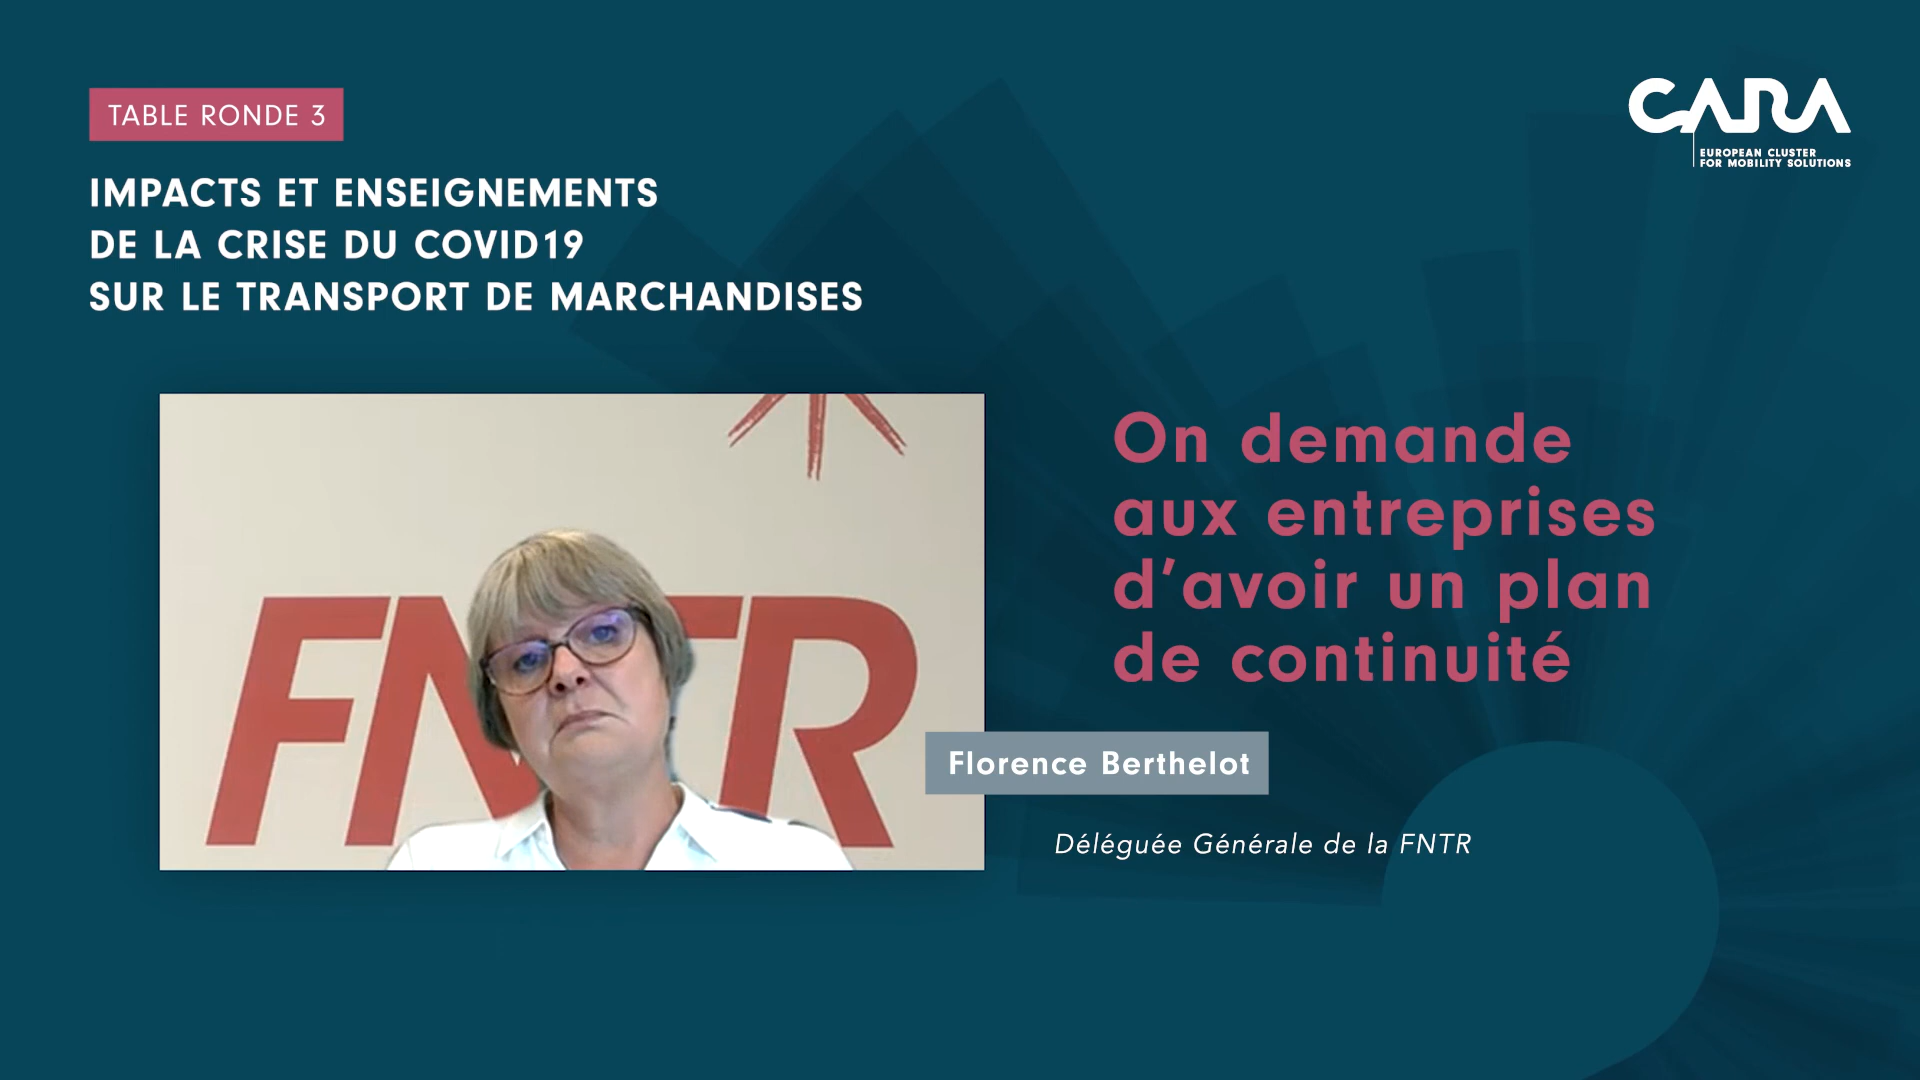 TABLE RONDE 3
IMPACTS ET ENSEIGNEMENTS
DE LA CRISE DU COVID19
SUR LE TRANSPORT DE MARCHANDISES
CARA
EUROPEAN CLUSTER
FOR MOBILITY SOLUTIONS
FNTR
On demande
aux entreprises
d’avoir un plan
de continuité
Florence Berthelot
Déléguée Générale de la FNTR